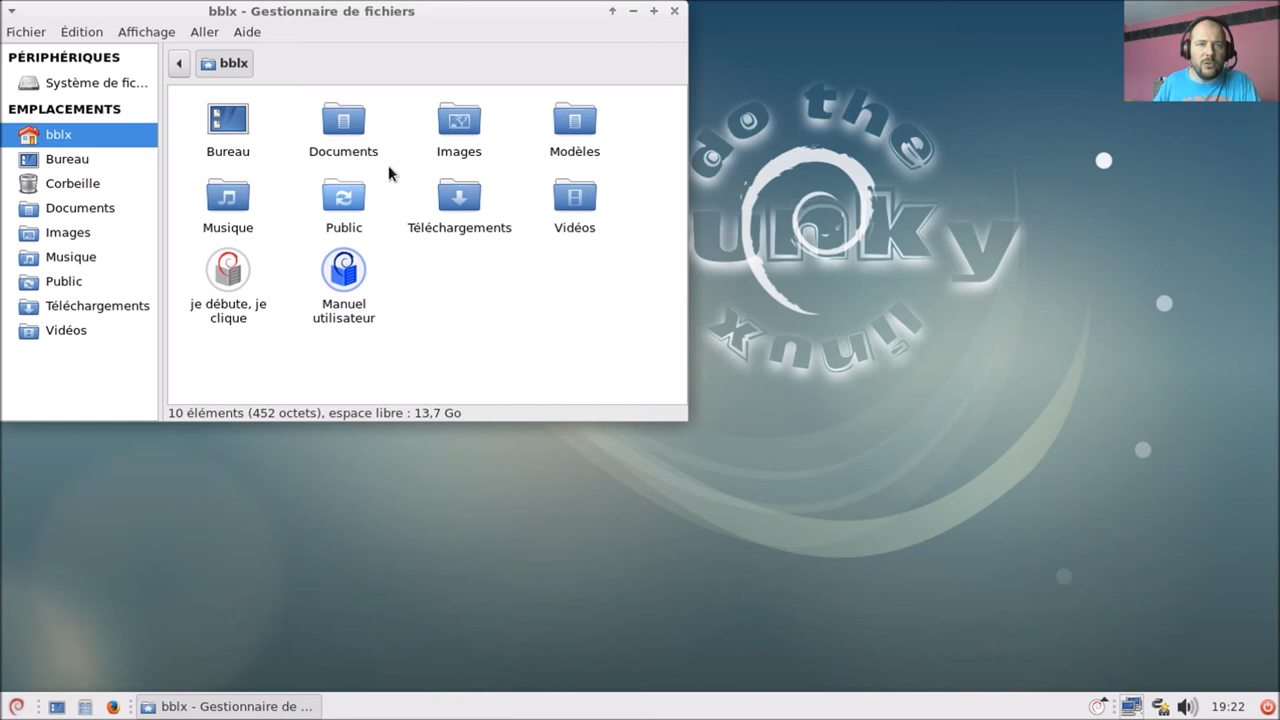 bblx - Gestionnaire de fichiers
Fichier Édition Affichage Aller Aide
PÉRIPHÉRIQUES
Système de fic...
EMPLACEMENTS
bblx
Bureau
Corbeille
Documents
Images
Musique
Public
Téléchargements
Vidéos
bblx
Bureau Documents Images Modèles
Musique Public Téléchargements Vidéos
je débute, je
clique
Manuel
utilisateur
10 éléments (452 octets), espace libre : 13,7 Go
do the
unky
linux
bblx - Gestionnaire de ...
19:22